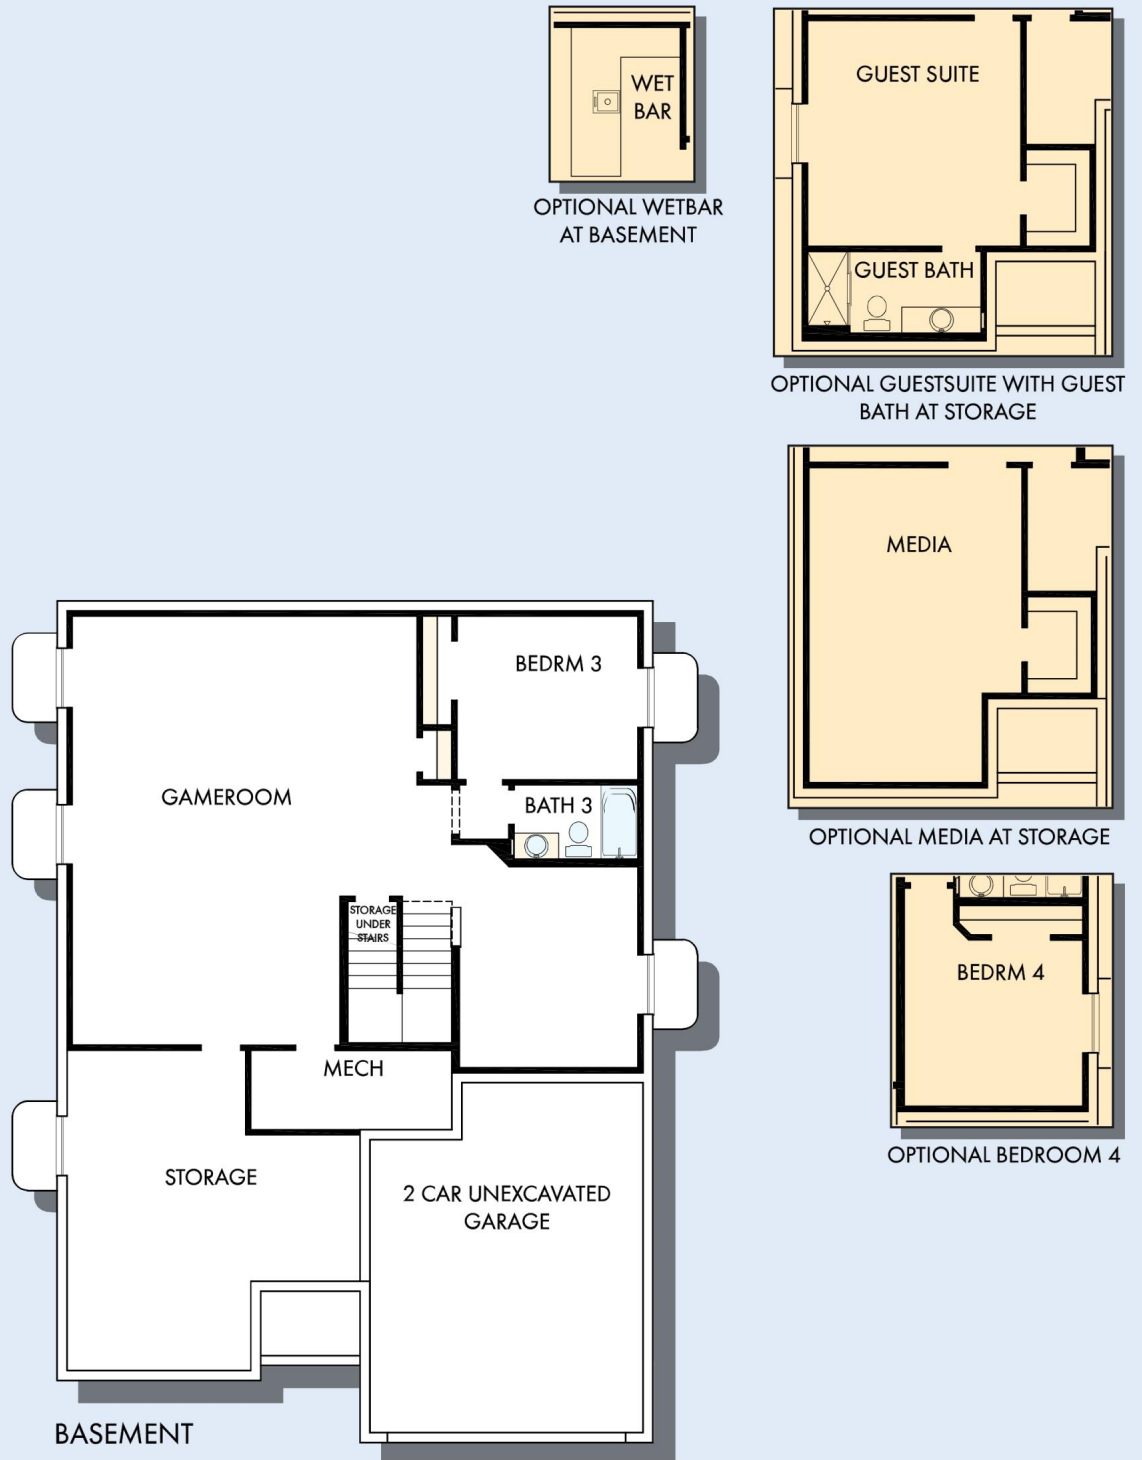 WET
BAR
OPTIONAL WETBAR
AT BASEMENT
GUEST SUITE
GUEST BATH
OPTIONAL GUESTSUITE WITH GUEST
BATH AT STORAGE
MEDIA
OPTIONAL MEDIA AT STORAGE
BEDRM 4
OPTIONAL BEDROOM 4
BEDRM 3
GAMEROOM
BATH 3
STORAGE
UNDER
STAIRS
MECH
STORAGE
2 CAR UNEXCAVATED
GARAGE
BASEMENT